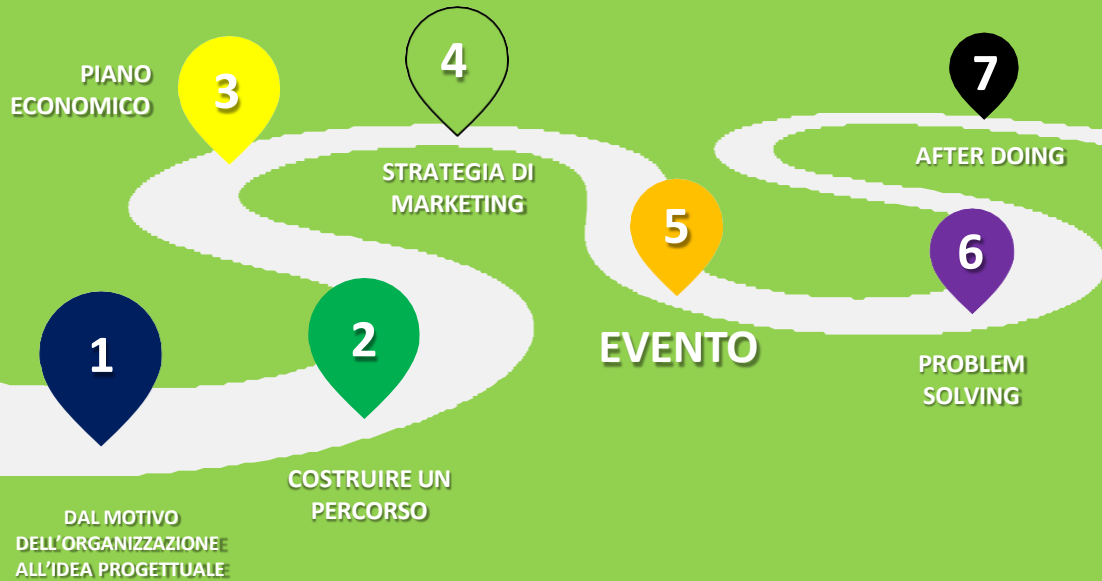 1
DAL MOTIVO
DELL'ORGANIZZAZIONE
ALL'IDEA PROGETTUALE
2
COSTRUIRE UN
PERCORSO
3
PIANO
ECONOMICO
4
STRATEGIA DI
MARKETING
5
EVENTO
6
PROBLEM
SOLVING
7
AFTER DOING